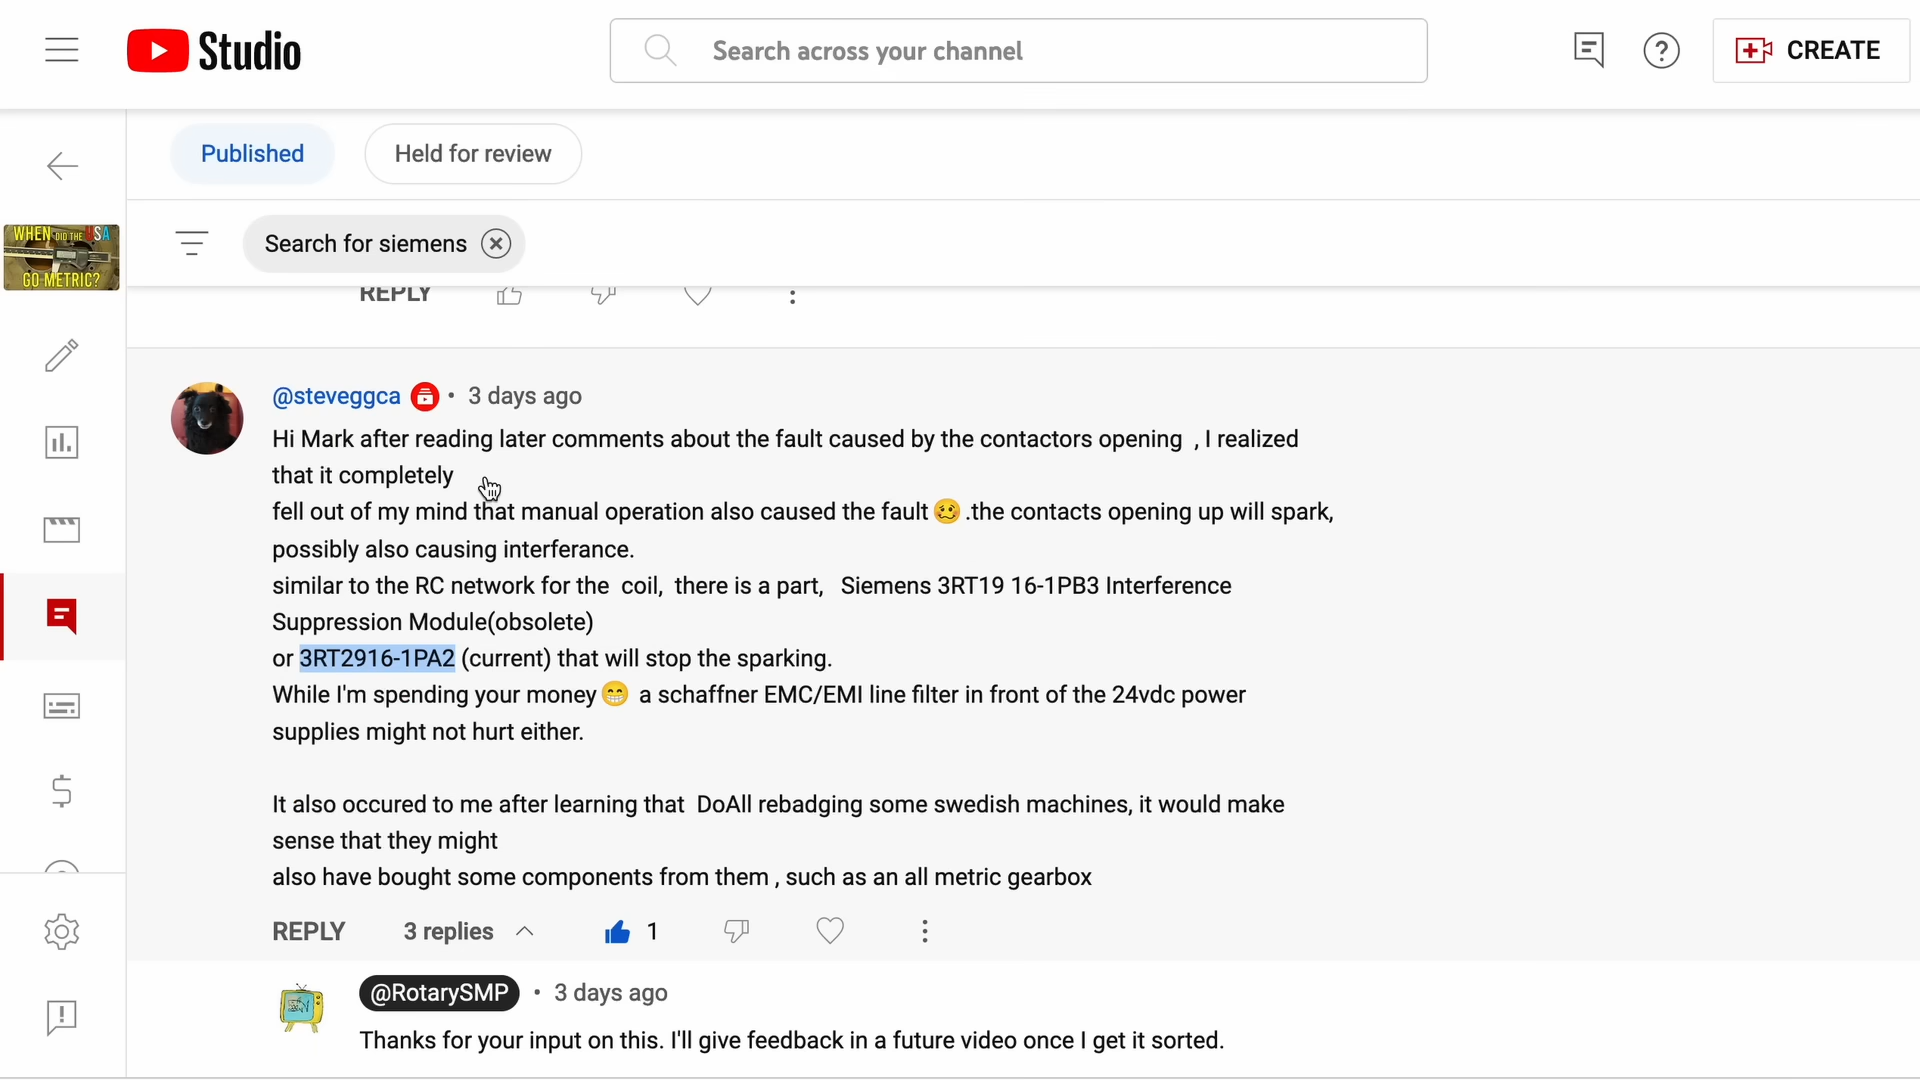 Studio
Search across your channel
CREATE
Published
Held for review
WHEN DID THE USA
GO METRIC?
Search for siemens
REPLY
@steveggca • 3 days ago
Hi Mark after reading later comments about the fault caused by the contactors opening , I realized
that it completely
fell out of my mind that manual operation also caused the fault 🥴 .the contacts opening up will spark,
possibly also causing interferance.
similar to the RC network for the coil, there is a part, Siemens 3RT19 16-1PB3 Interference
Suppression Module(obsolete)
or 3RT2916-1PA2 (current) that will stop the sparking.
While I'm spending your money 😁 a schaffner EMC/EMI line filter in front of the 24vdc power
supplies might not hurt either.
It also occured to me after learning that DoAll rebadging some swedish machines, it would make
sense that they might
also have bought some components from them , such as an all metric gearbox
REPLY 3 replies 1
@RotarySMP • 3 days ago
Thanks for your input on this. I'll give feedback in a future video once I get it sorted.